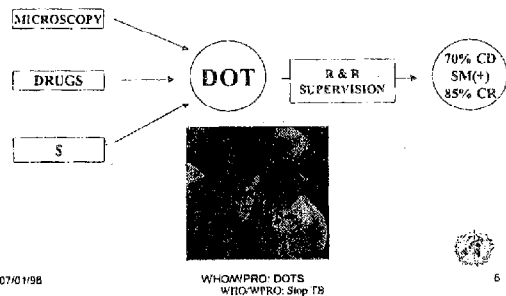 MICROSCOPY
DRUGS
S
DOT
R & R
SUPERVISION
70% CD
SM(+)
85% CR
07/01/98
WHO/WPRO: DOTS
WHO/WPRO: Stop TB
6